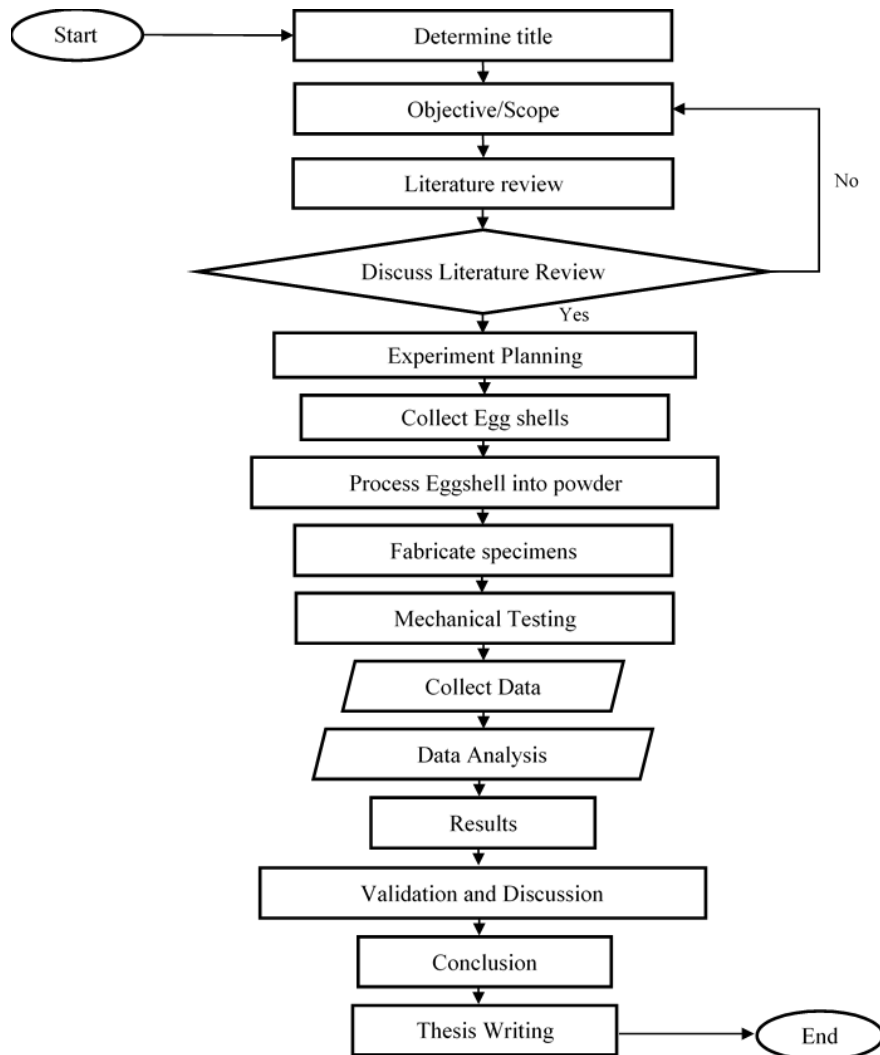 Start
Determine title
Objective/Scope
Literature review
No
Discuss Literature Review
Yes
Experiment Planning
Collect Egg shells
Process Eggshell into powder
Fabricate specimens
Mechanical Testing
Collect Data
Data Analysis
Results
Validation and Discussion
Conclusion
Thesis Writing
End